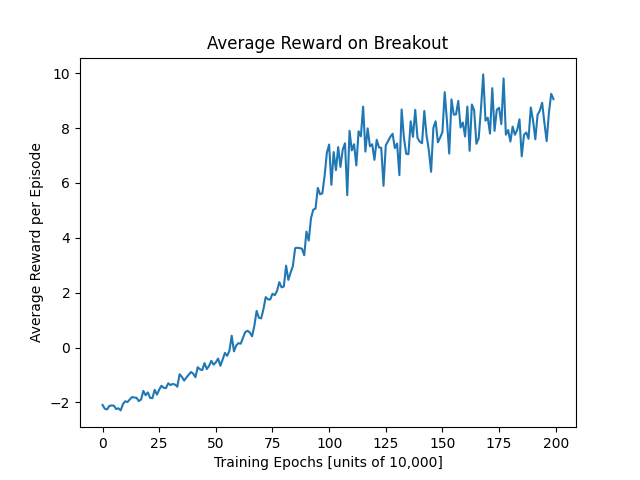 Average Reward on Breakout
Average Reward per Episode
10
8
6
4
2
0
−2
0 25 50 75 100 125 150 175 200
Training Epochs [units of 10,000]